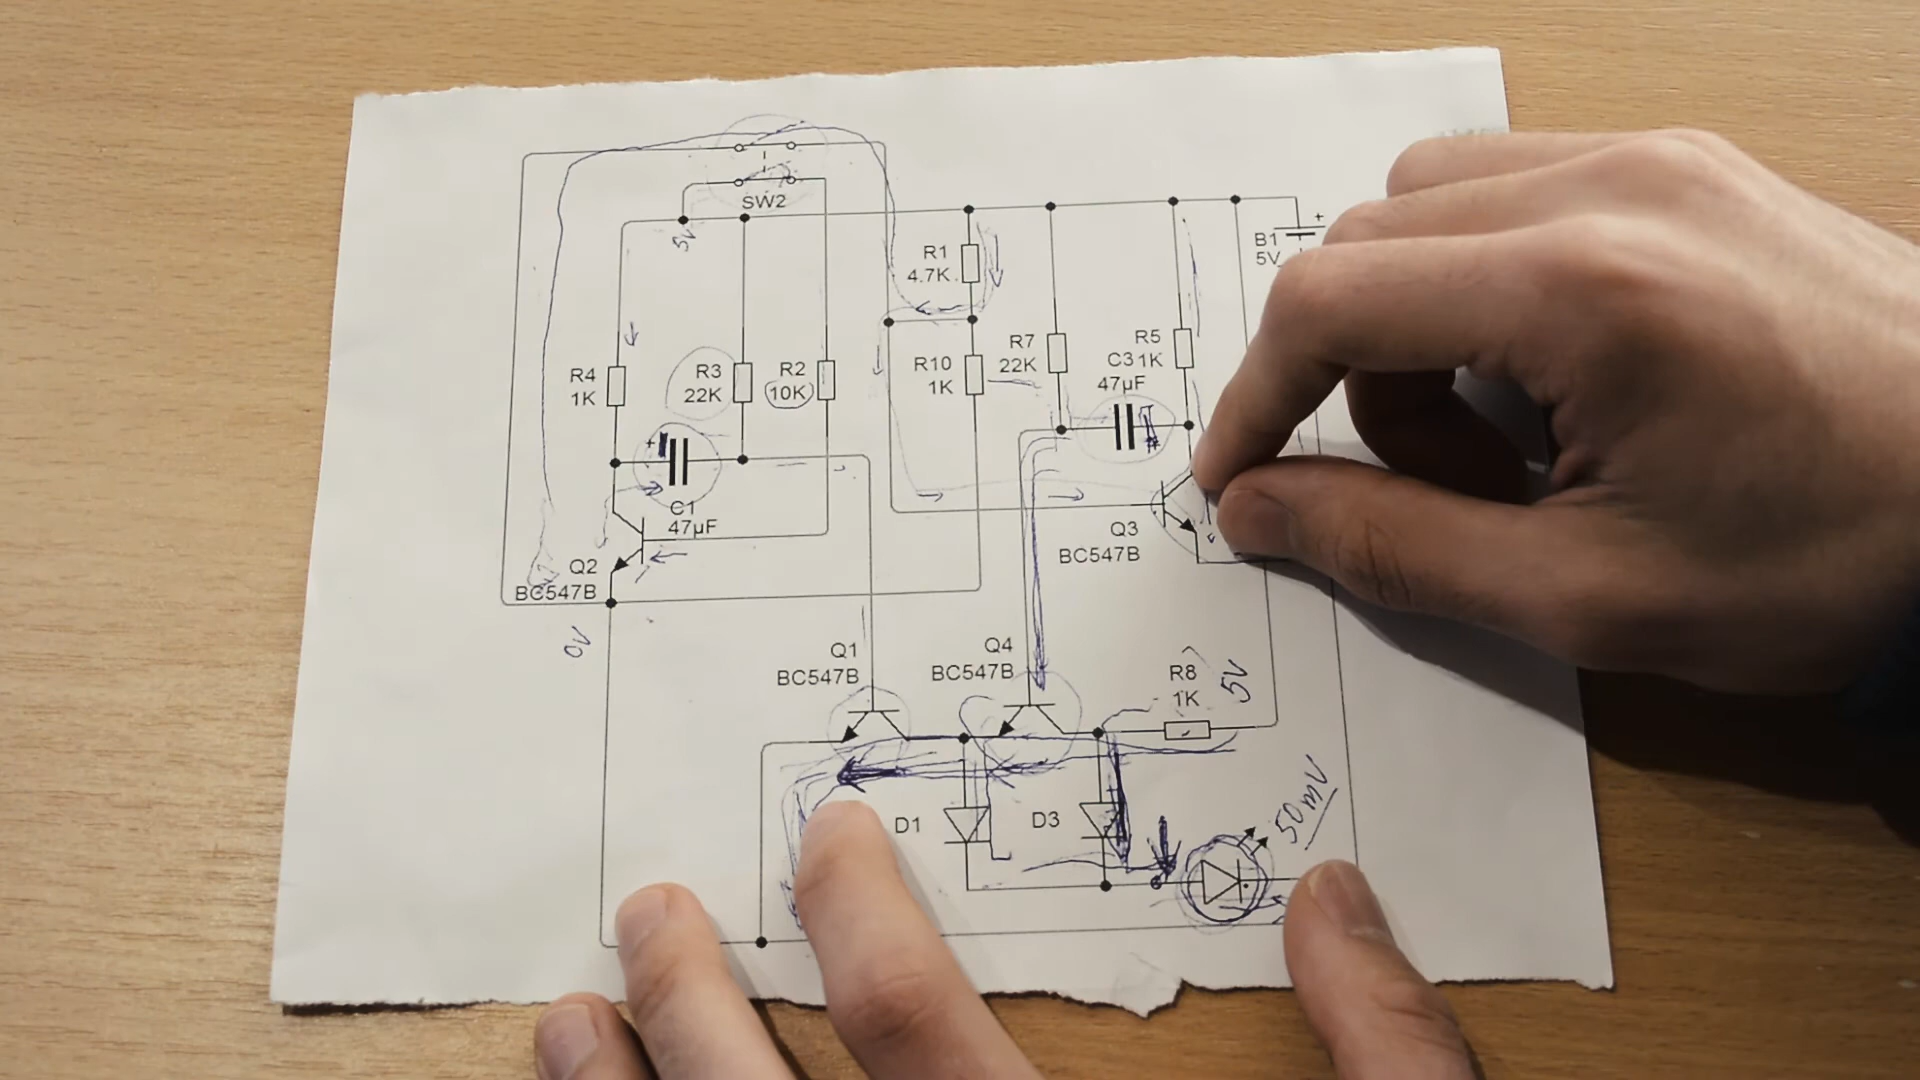 SW2
5V
+
B1
5V
R1
4.7K
R4
1K
R3
22K
R2
10K
R10
1K
R7
22K
R5
1K
C3
47µF
+
C1
47µF
Q2
BC547B
Q3
BC547B
0V
Q1
BC547B
Q4
BC547B
R8
1K
5V
D1
D3
50mV